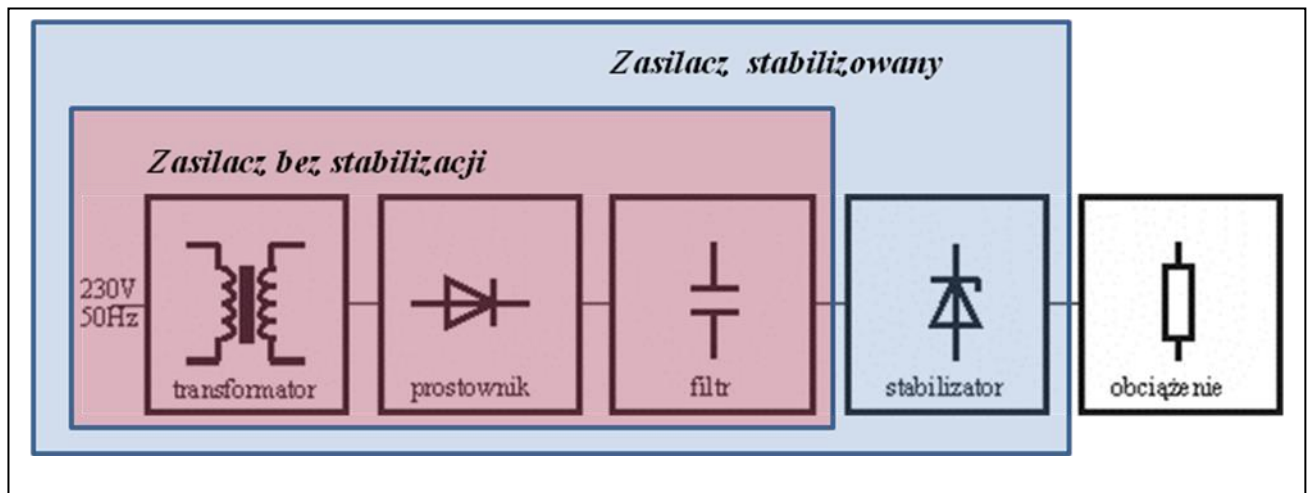 Zasilacz stabilizowany
Zasilacz bez stabilizacji
230V
50Hz
transformator
prostownik
filtr
stabilizator
obciążenie